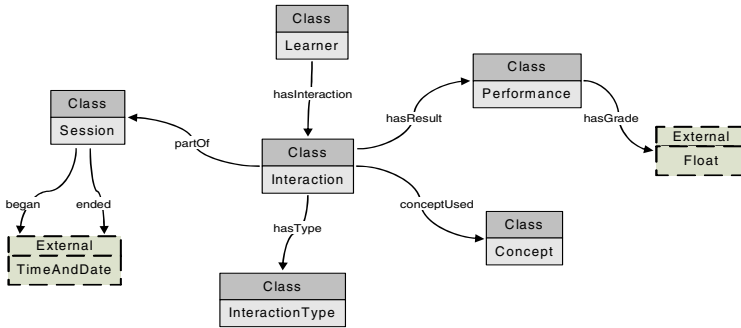 Class
Learner
hasInteraction
Class
Performance
hasResult
hasGrade
External
Float
Class
Session
partOf
Class
Interaction
began
ended
conceptUsed
hasType
Class
Concept
External
TimeAndDate
Class
InteractionType